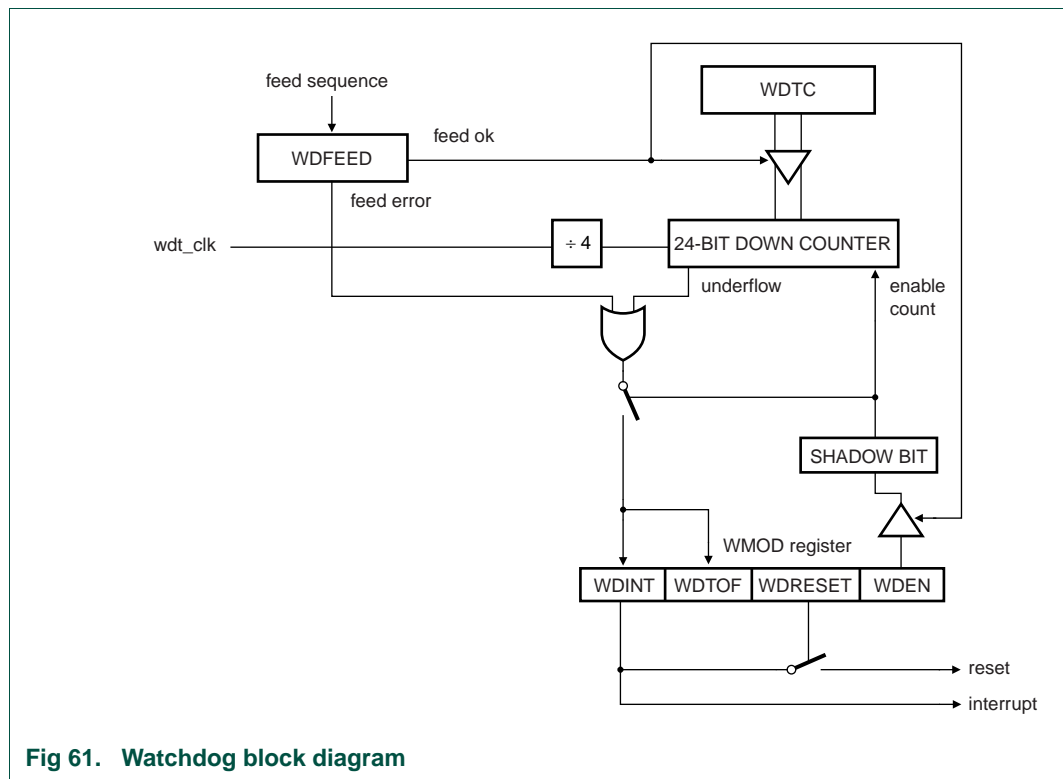 feed sequence
WDTC
feed ok
WDFEED
feed error
wdt_clk
÷ 4
24-BIT DOWN COUNTER
underflow
enable
count
SHADOW BIT
WMOD register
WDINT
WDTOF
WDRESET
WDEN
reset
interrupt
Fig 61. Watchdog block diagram